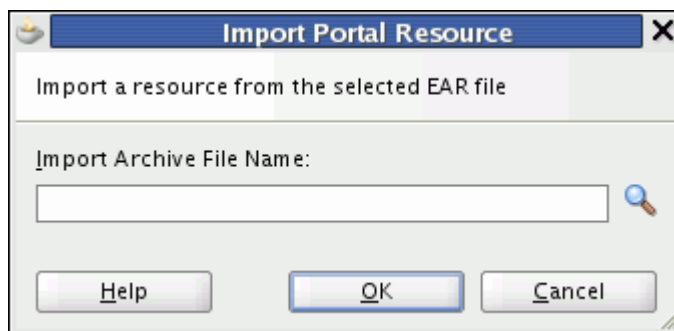 Import Portal Resource
Import a resource from the selected EAR file
Import Archive File Name:
Help OK Cancel